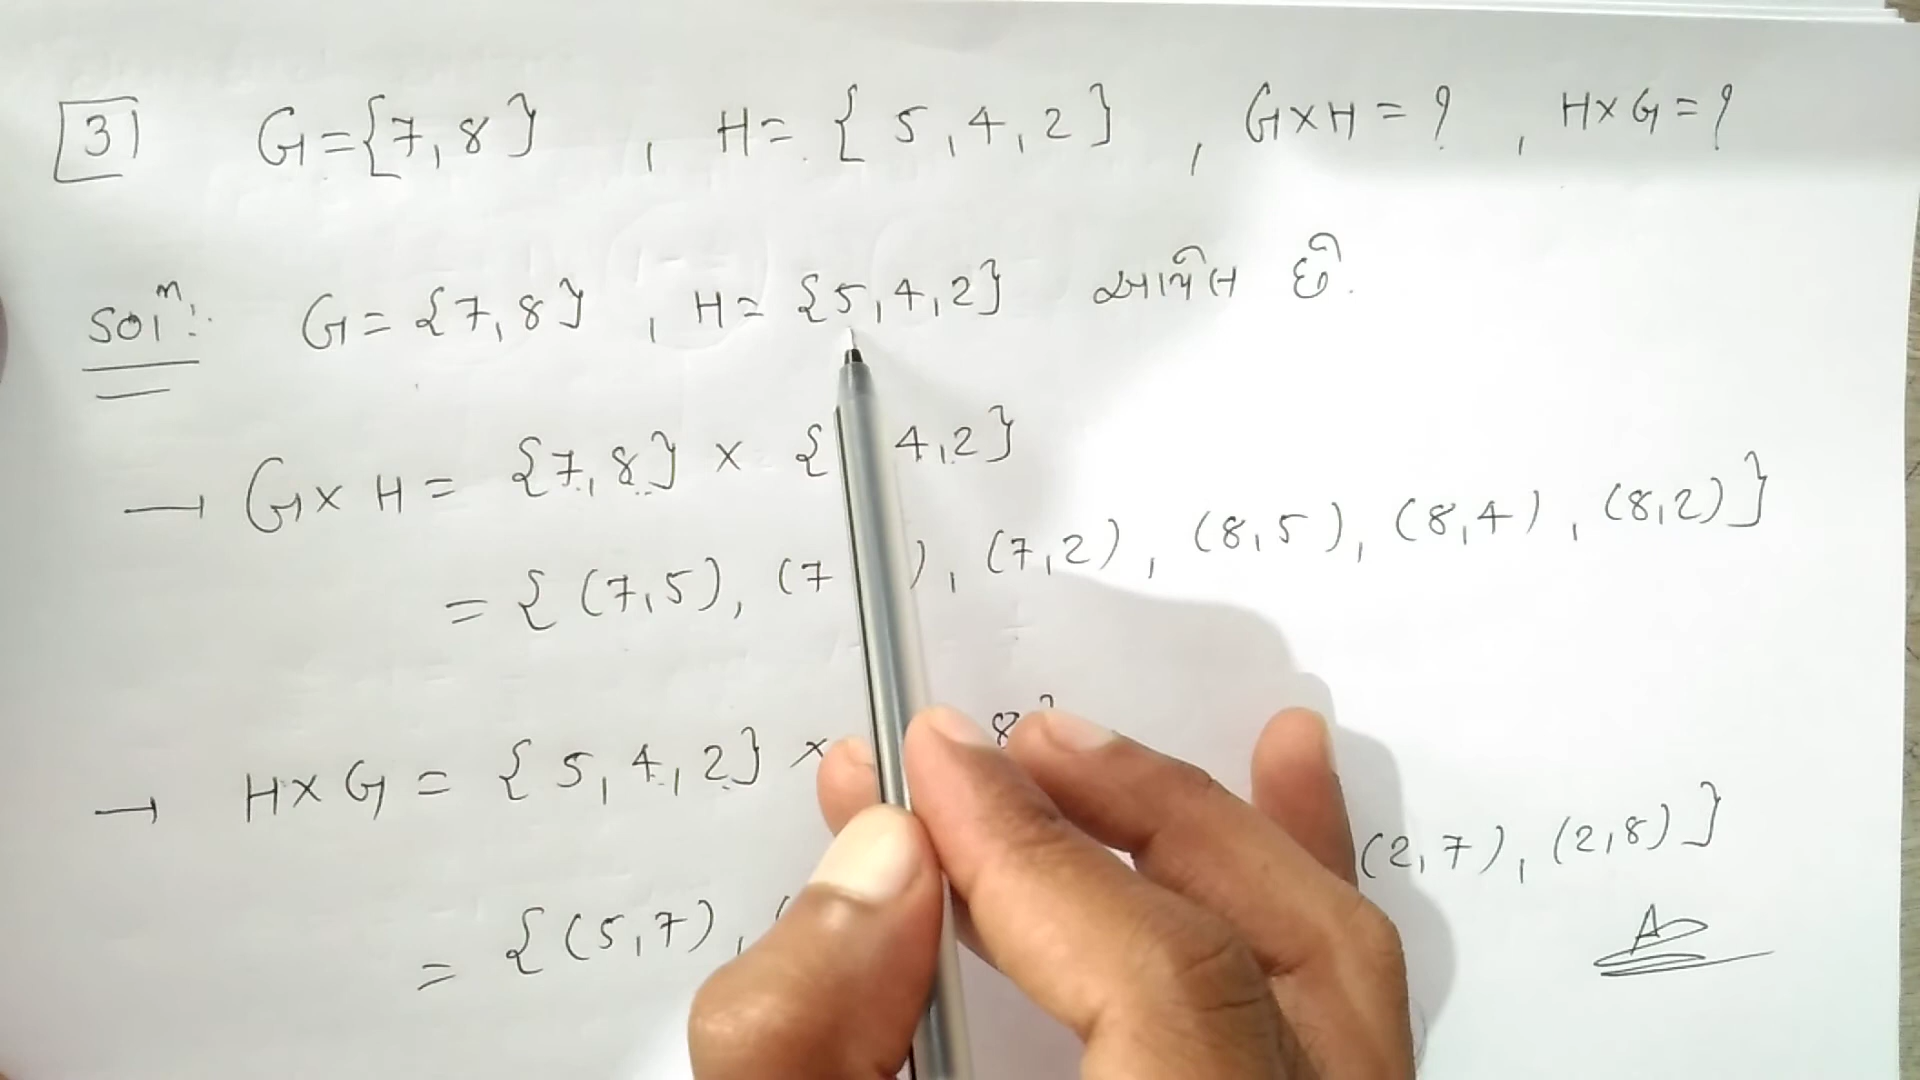 [3] G={7,8} , H= { 5,4,2} , G×H=? , H×G=?
Solⁿ: G={7,8} , H= {5,4,2} આપેલ છે.
→ G×H= {7,8} × { 4,2}
= { (7,5), (7 ), (7,2), (8,5), (8,4), (8,2)}
→ H×G = { 5,4,2} × 8}
= {(5,7), ( (2,7), (2,8)}